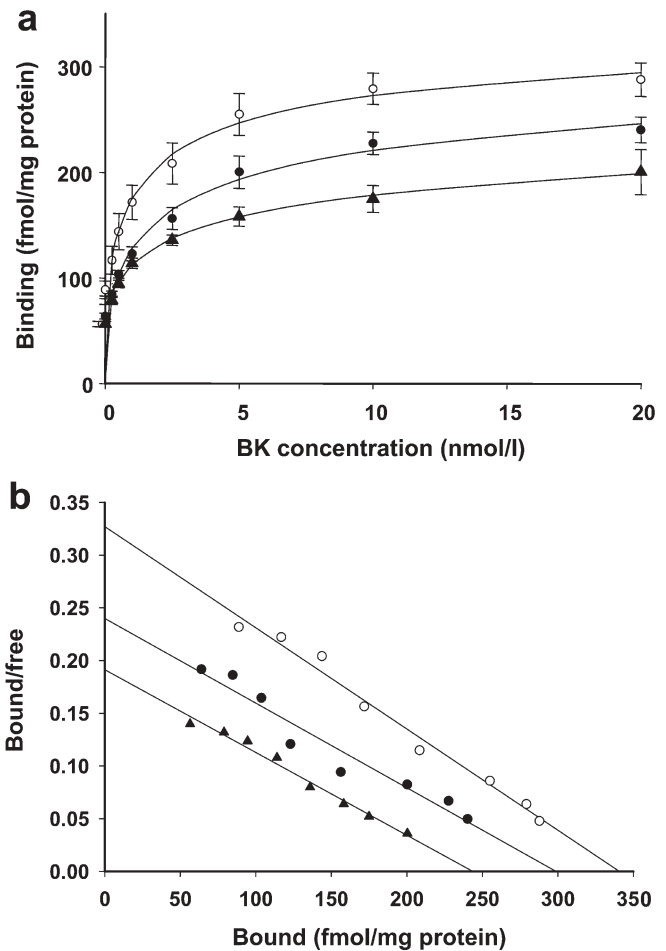 a
300
200
100
0
Binding (fmol/mg protein)
0 5 10 15 20
BK concentration (nmol/l)
b
0.35
0.30
0.25
0.20
0.15
0.10
0.05
0.00
Bound/free
0 50 100 150 200 250 300 350
Bound (fmol/mg protein)